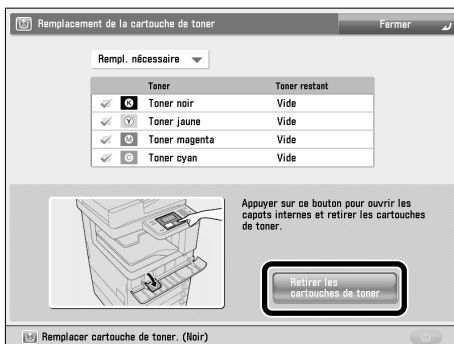 Remplacement de la cartouche de toner
Fermer
Rempl. nécessaire
Toner Toner restant
K Toner noir Vide
Y Toner jaune Vide
M Toner magenta Vide
C Toner cyan Vide
Appuyer sur ce bouton pour ouvrir les
capots internes et retirer les cartouches
de toner.
Retirer les
cartouches de toner
Remplacer cartouche de toner. (Noir)